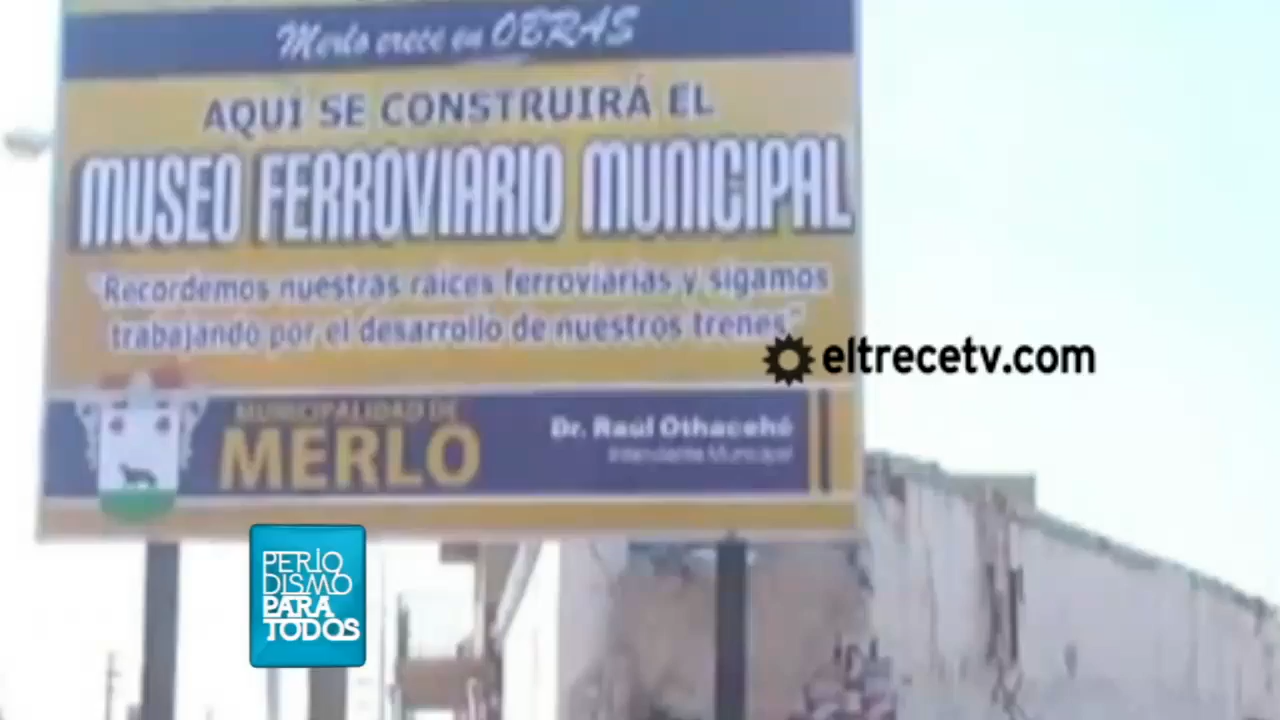 Merlo crece en OBRAS
AQUÍ SE CONSTRUIRÁ EL
MUSEO FERROVIARIO MUNICIPAL
"Recordemos nuestras raíces ferroviarias y sigamos
trabajando por el desarrollo de nuestros trenes"
eltrecetv.com
MUNICIPALIDAD DE
MERLO
Dr. Raúl Othacehé
Intendente Municipal
PERIO
DISMO
PARA
TODOS